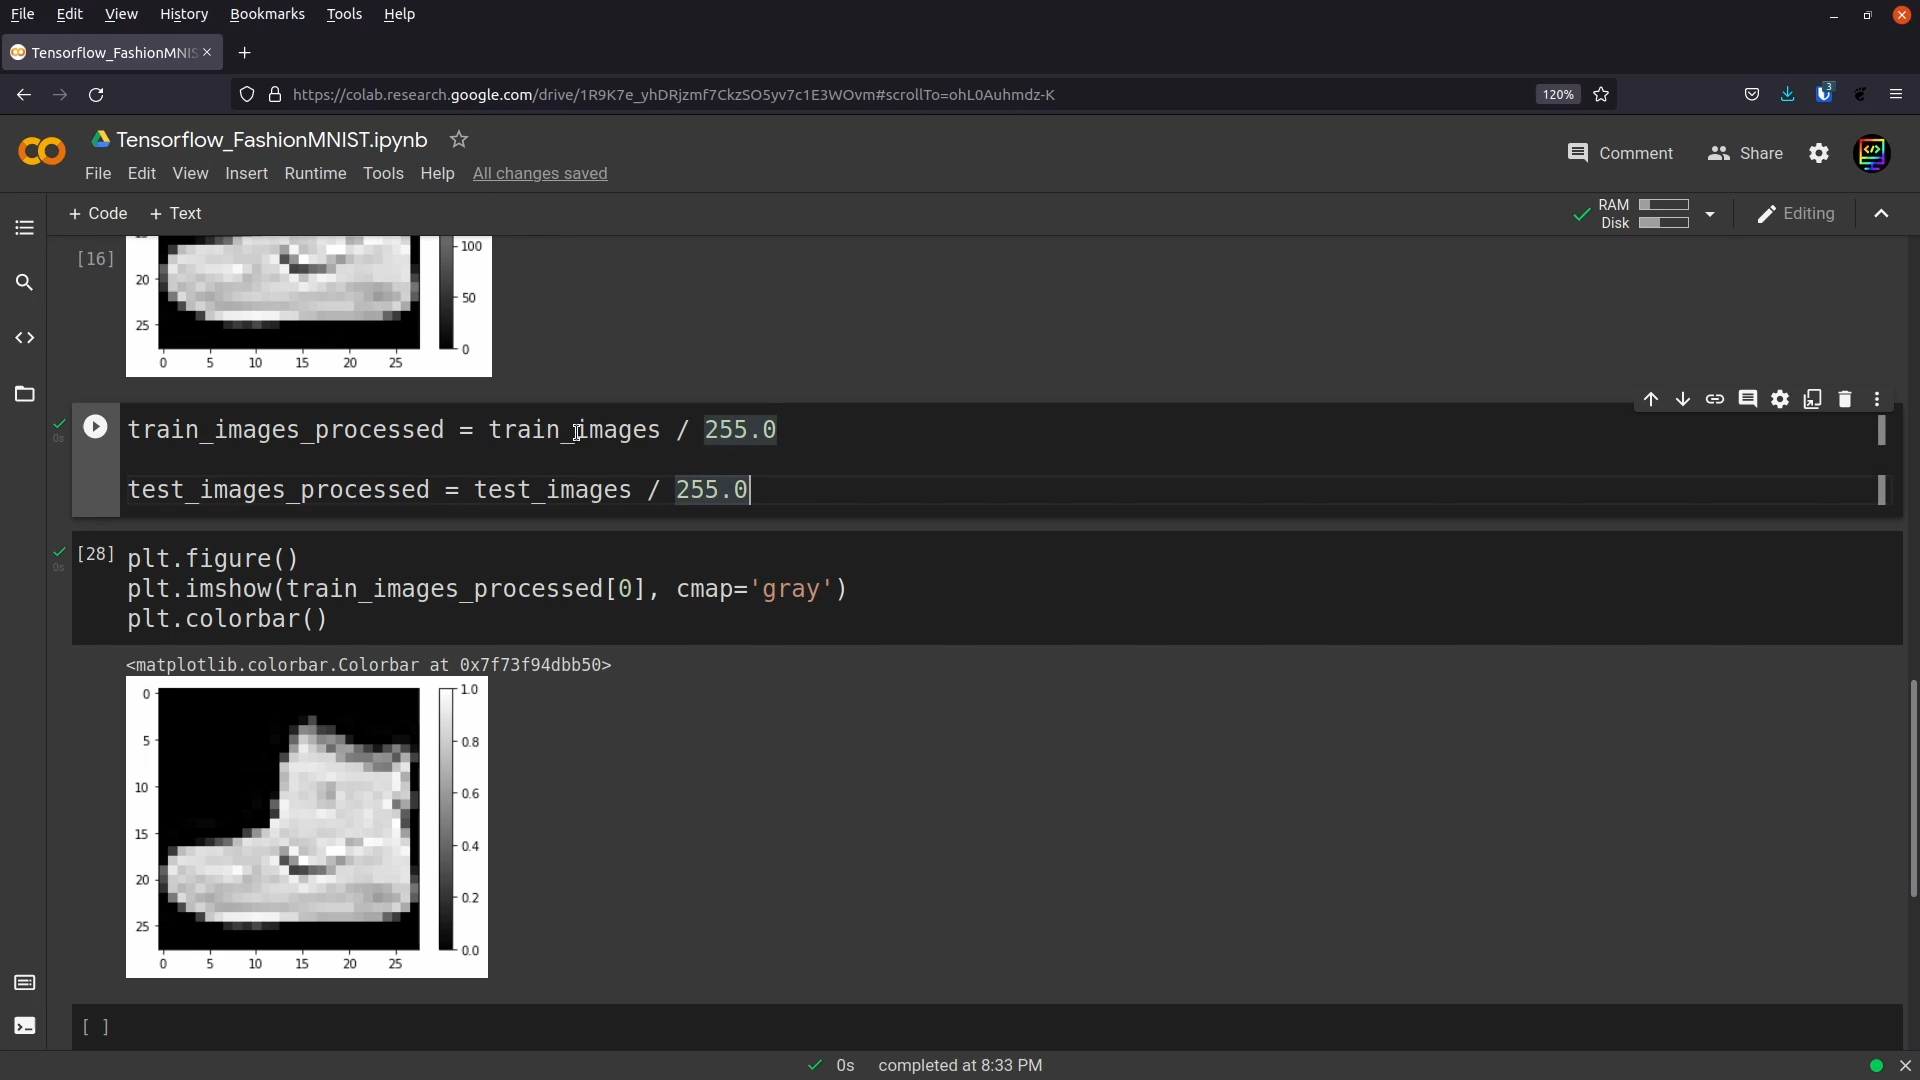 File Edit View History Bookmarks Tools Help
Tensorflow_FashionMNIS
https://colab.research.google.com/drive/1R9K7e_yhDRjzmf7CkzSO5yv7c1E3WOvm#scrollTo=ohL0Auhmdz-K 120% 3
Tensorflow_FashionMNIST.ipynb
Comment Share
File Edit View Insert Runtime Tools Help All changes saved
+ Code + Text RAM Disk Editing
[16]
100
20
50
25
0
0 5 10 15 20 25
train_images_processed = train_images / 255.0
0s
test_images_processed = test_images / 255.0
[28] plt.figure()
0s
plt.imshow(train_images_processed[0], cmap='gray')
plt.colorbar()
<matplotlib.colorbar.Colorbar at 0x7f73f94dbb50>
0 1.0
5 0.8
10 0.6
15 0.4
20 0.2
25 0.0
0 5 10 15 20 25
[ ]
0s completed at 8:33 PM